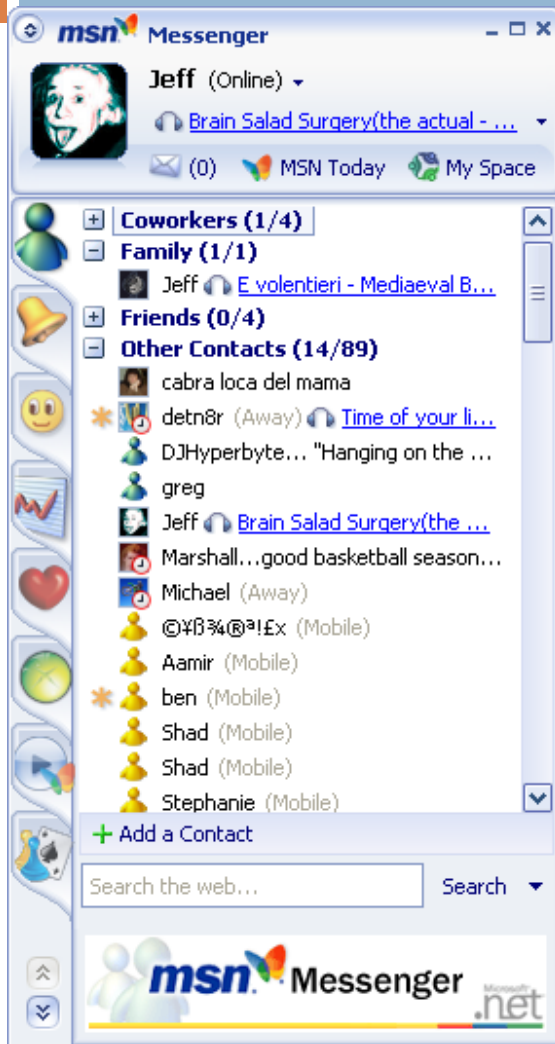 msn Messenger
Jeff (Online)
Brain Salad Surgery(the actual - ...
(0) MSN Today My Space
Coworkers (1/4)
Family (1/1)
Jeff E volentieri - Mediaeval B...
Friends (0/4)
Other Contacts (14/89)
cabra loca del mama
detn8r (Away) Time of your li...
DJHyperbyte... "Hanging on the ...
greg
Jeff Brain Salad Surgery(the ...
Marshall...good basketball season...
Michael (Away)
©¥ß¾®ª!£x (Mobile)
Aamir (Mobile)
ben (Mobile)
Shad (Mobile)
Shad (Mobile)
Stephanie (Mobile)
Add a Contact
Search the web... Search
msn Messenger
Microsoft
.net